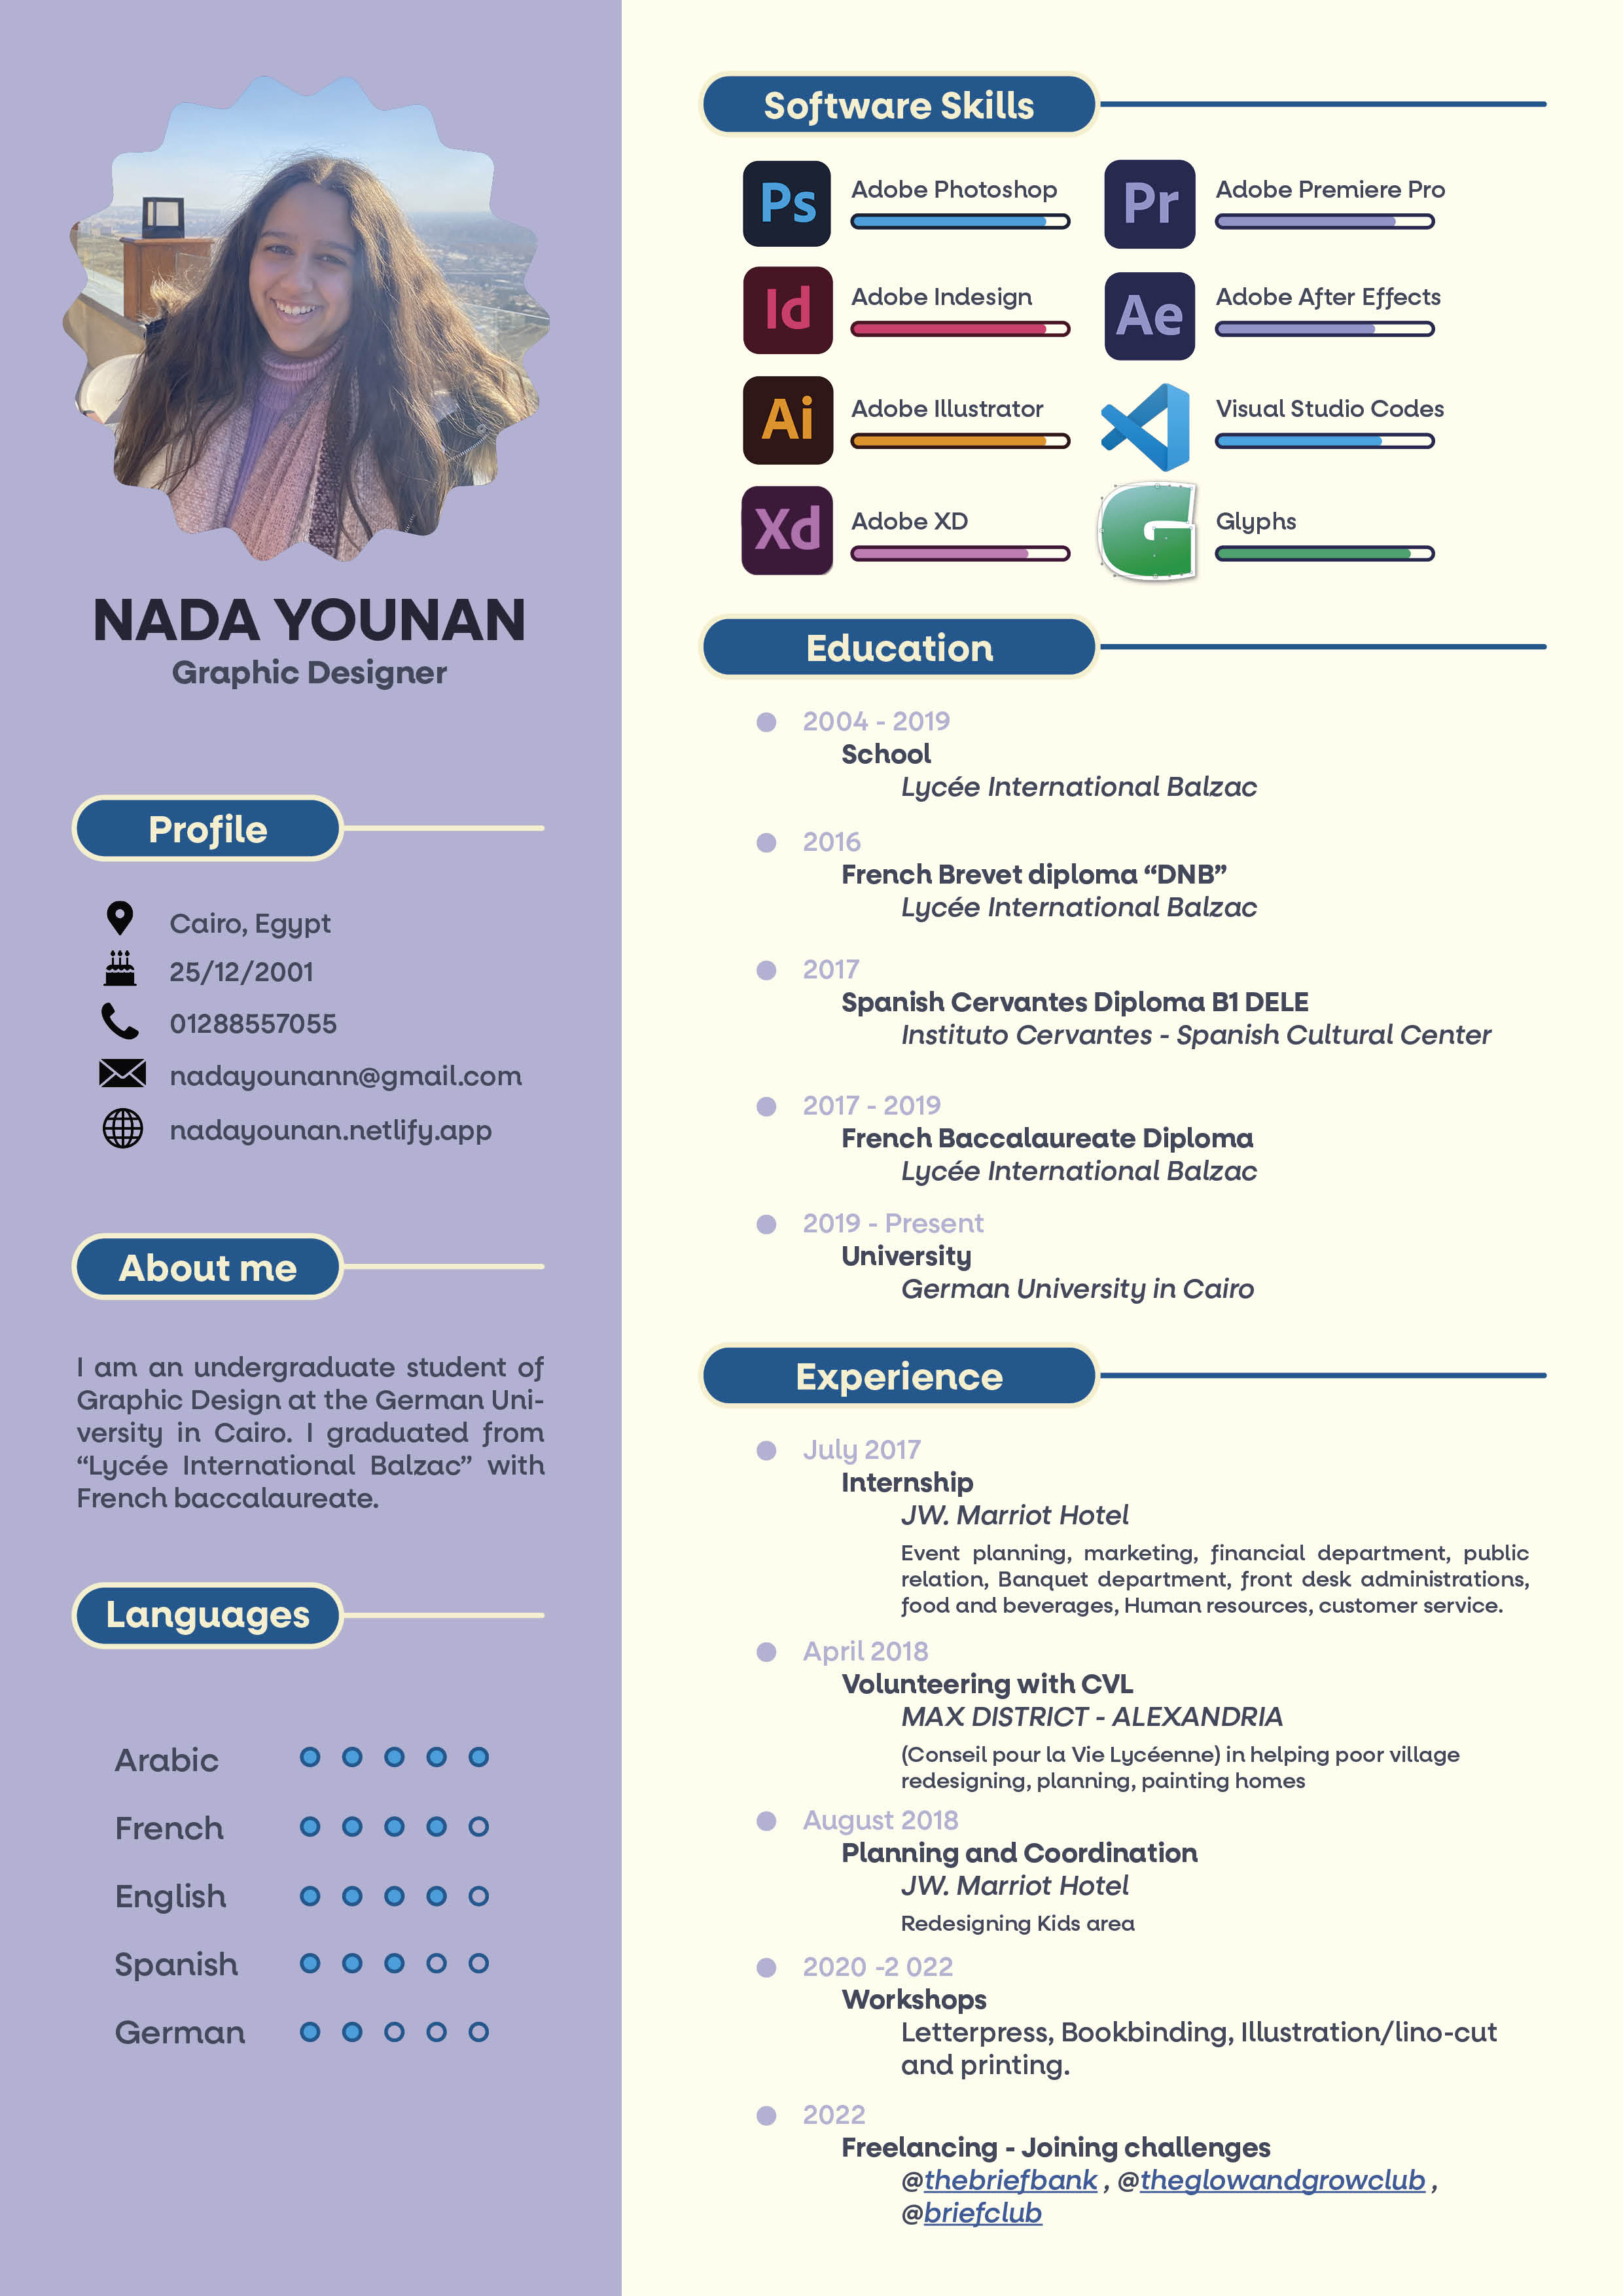 NADA YOUNAN
Graphic Designer
Profile
Cairo, Egypt
25/12/2001
01288557055
nadayounann@gmail.com
nadayounan.netlify.app
About me
I am an undergraduate student of
Graphic Design at the German Uni-
versity in Cairo. I graduated from
“Lycée International Balzac” with
French baccalaureate.
Languages
Arabic
French
English
Spanish
German
Software Skills
Ps Adobe Photoshop
Pr Adobe Premiere Pro
Id Adobe Indesign
Ae Adobe After Effects
Ai Adobe Illustrator
Visual Studio Codes
Xd Adobe XD
G Glyphs
Education
2004 - 2019
School
Lycée International Balzac
2016
French Brevet diploma “DNB”
Lycée International Balzac
2017
Spanish Cervantes Diploma B1 DELE
Instituto Cervantes - Spanish Cultural Center
2017 - 2019
French Baccalaureate Diploma
Lycée International Balzac
2019 - Present
University
German University in Cairo
Experience
July 2017
Internship
JW. Marriot Hotel
Event planning, marketing, financial department, public
relation, Banquet department, front desk administrations,
food and beverages, Human resources, customer service.
April 2018
Volunteering with CVL
MAX DISTRICT - ALEXANDRIA
(Conseil pour la Vie Lycéenne) in helping poor village
redesigning, planning, painting homes
August 2018
Planning and Coordination
JW. Marriot Hotel
Redesigning Kids area
2020 -2 022
Workshops
Letterpress, Bookbinding, Illustration/lino-cut
and printing.
2022
Freelancing - Joining challenges
@thebriefbank , @theglowandgrowclub ,
@briefclub